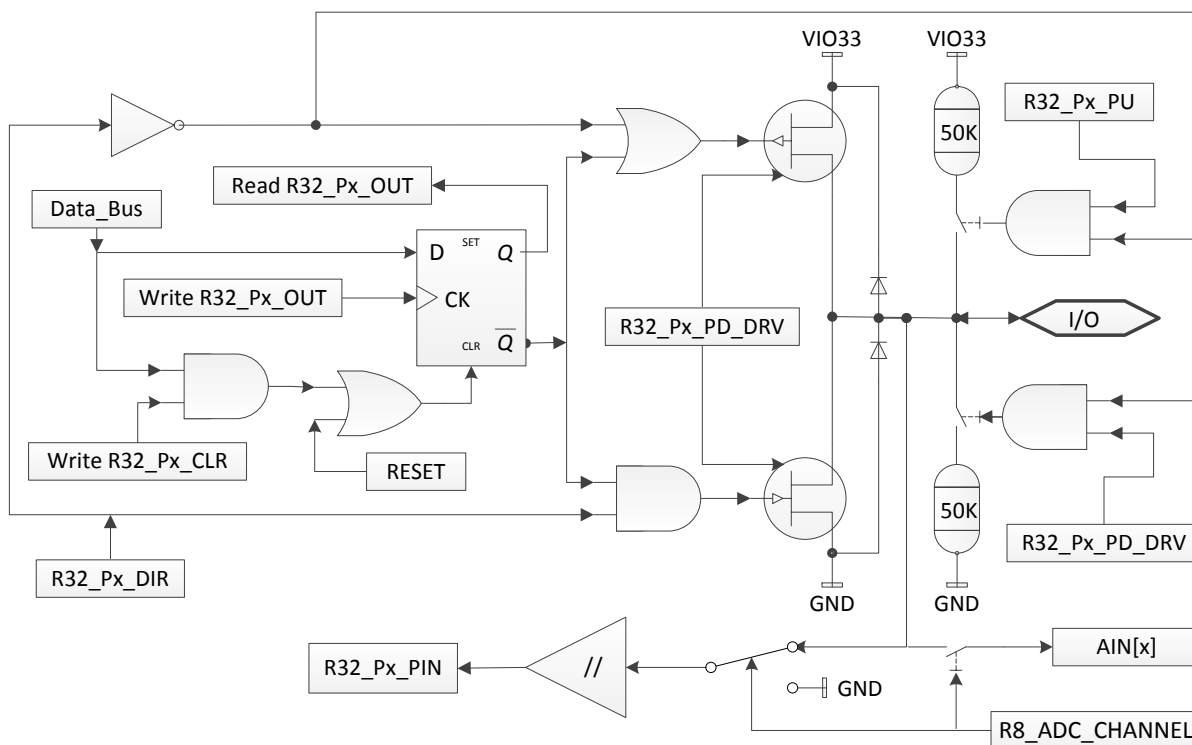 VIO33
VIO33
R32_Px_PU
50K
Read R32_Px_OUT
Data_Bus
D
SET
Q
Write R32_Px_OUT
CK
R32_Px_PD_DRV
I/O
CLR
Q
Write R32_Px_CLR
RESET
50K
R32_Px_PD_DRV
R32_Px_DIR
GND
GND
R32_Px_PIN
//
AIN[x]
GND
R8_ADC_CHANNEL